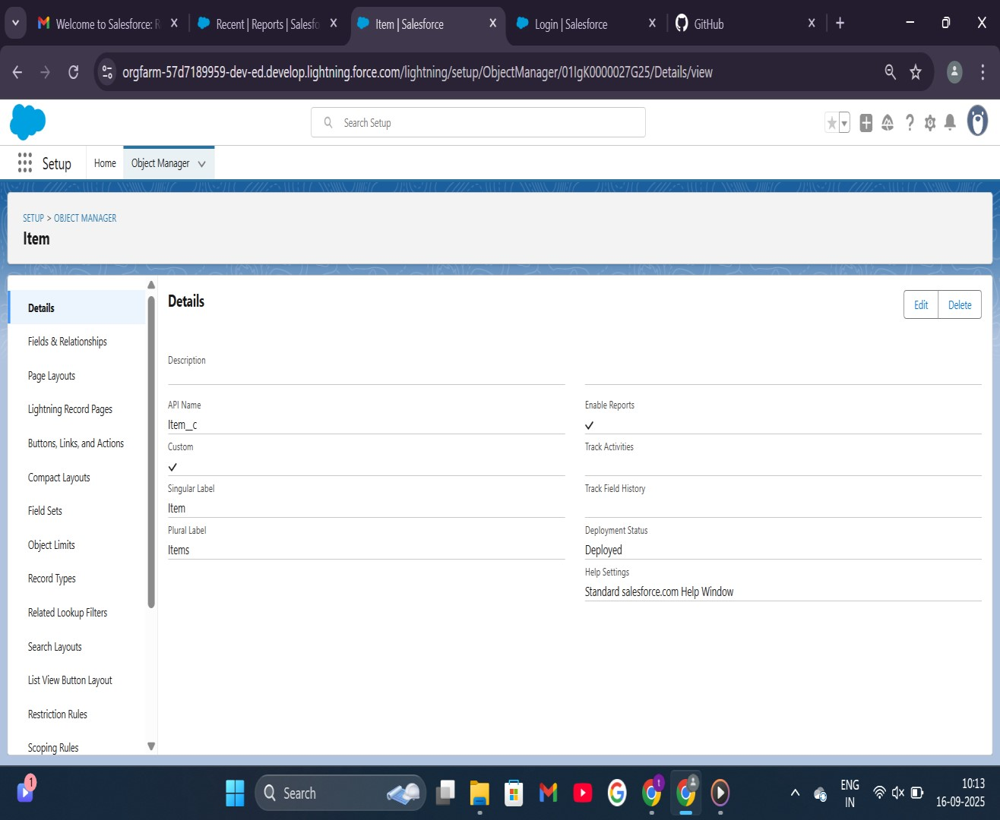 Welcome to Salesforce: R
Recent | Reports | Salesfo
Item | Salesforce
Login | Salesforce
GitHub
orgfarm-57d7189959-dev-ed.develop.lightning.force.com/lightning/setup/ObjectManager/01IgK0000027G25/Details/view
Search Setup
Setup
Home
Object Manager
SETUP > OBJECT MANAGER
Item
Details
Fields & Relationships
Page Layouts
Lightning Record Pages
Buttons, Links, and Actions
Compact Layouts
Field Sets
Object Limits
Record Types
Related Lookup Filters
Search Layouts
List View Button Layout
Restriction Rules
Scoping Rules
Details
Edit
Delete
Description
API Name
Item__c
Custom
Singular Label
Item
Plural Label
Items
Enable Reports
Track Activities
Track Field History
Deployment Status
Deployed
Help Settings
Standard salesforce.com Help Window
1
Search
t
ENG
IN
10:13
16-09-2025